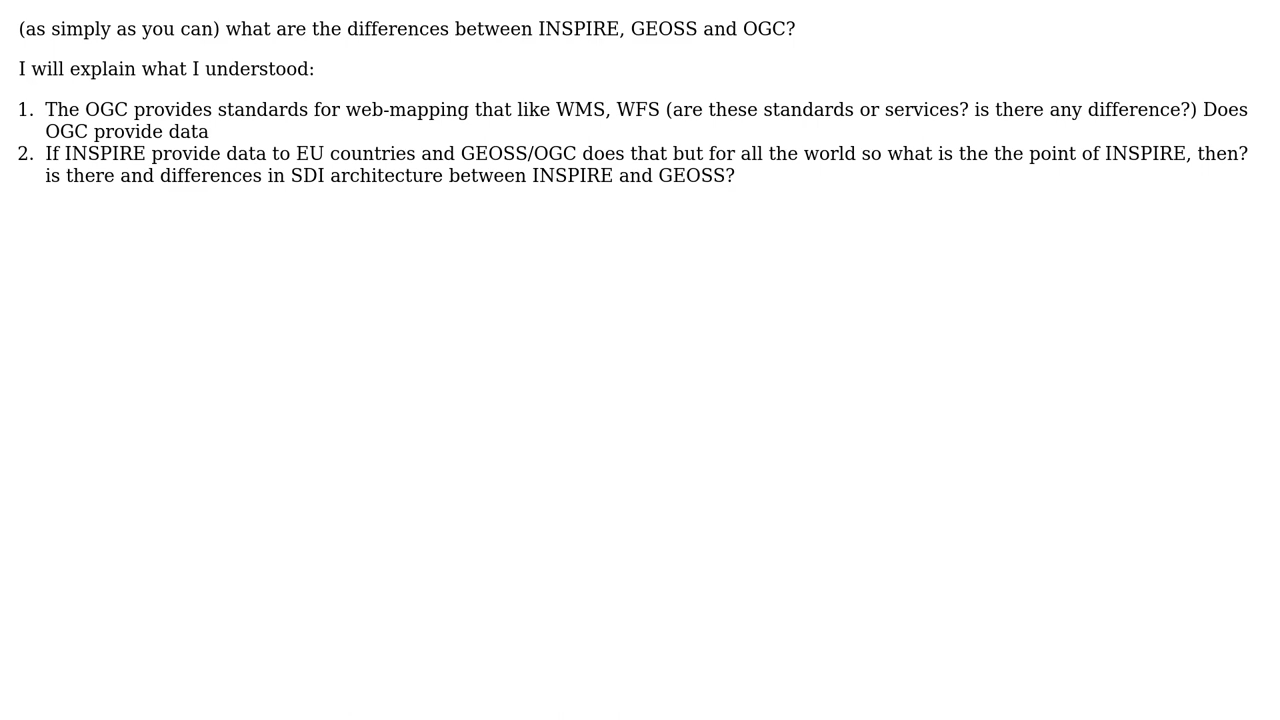 (as simply as you can) what are the differences between INSPIRE, GEOSS and OGC?
I will explain what I understood:
1. The OGC provides standards for web-mapping that like WMS, WFS (are these standards or services? is there any difference?) Does
OGC provide data
2. If INSPIRE provide data to EU countries and GEOSS/OGC does that but for all the world so what is the the point of INSPIRE, then?
is there and differences in SDI architecture between INSPIRE and GEOSS?